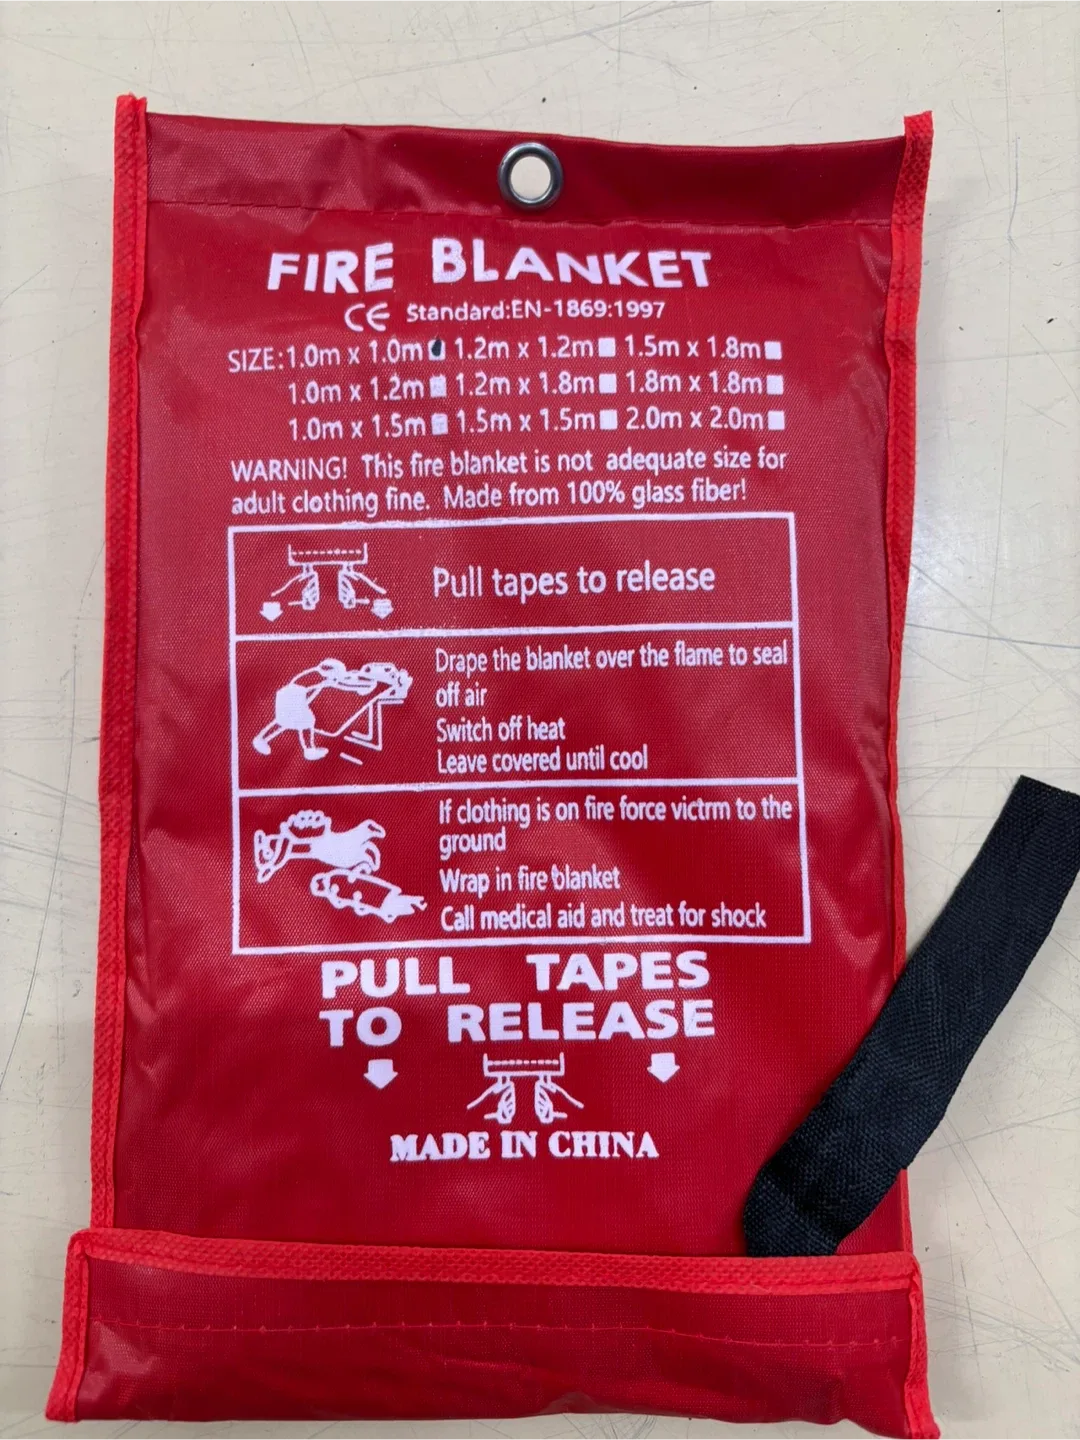 FIRE BLANKET
CE Standard:EN-1869:1997
SIZE:1.0m x 1.0m 1.2m x 1.2m 1.5m x 1.8m
1.0m x 1.2m 1.2m x 1.8m 1.8m x 1.8m
1.0m x 1.5m 1.5m x 1.5m 2.0m x 2.0m
WARNING! This fire blanket is not adequate size for
adult clothing fine. Made from 100% glass fiber!
Pull tapes to release
Drape the blanket over the flame to seal
off air
Switch off heat
Leave covered until cool
If clothing is on fire force victrm to the
ground
Wrap in fire blanket
Call medical aid and treat for shock
PULL TAPES
TO RELEASE
MADE IN CHINA